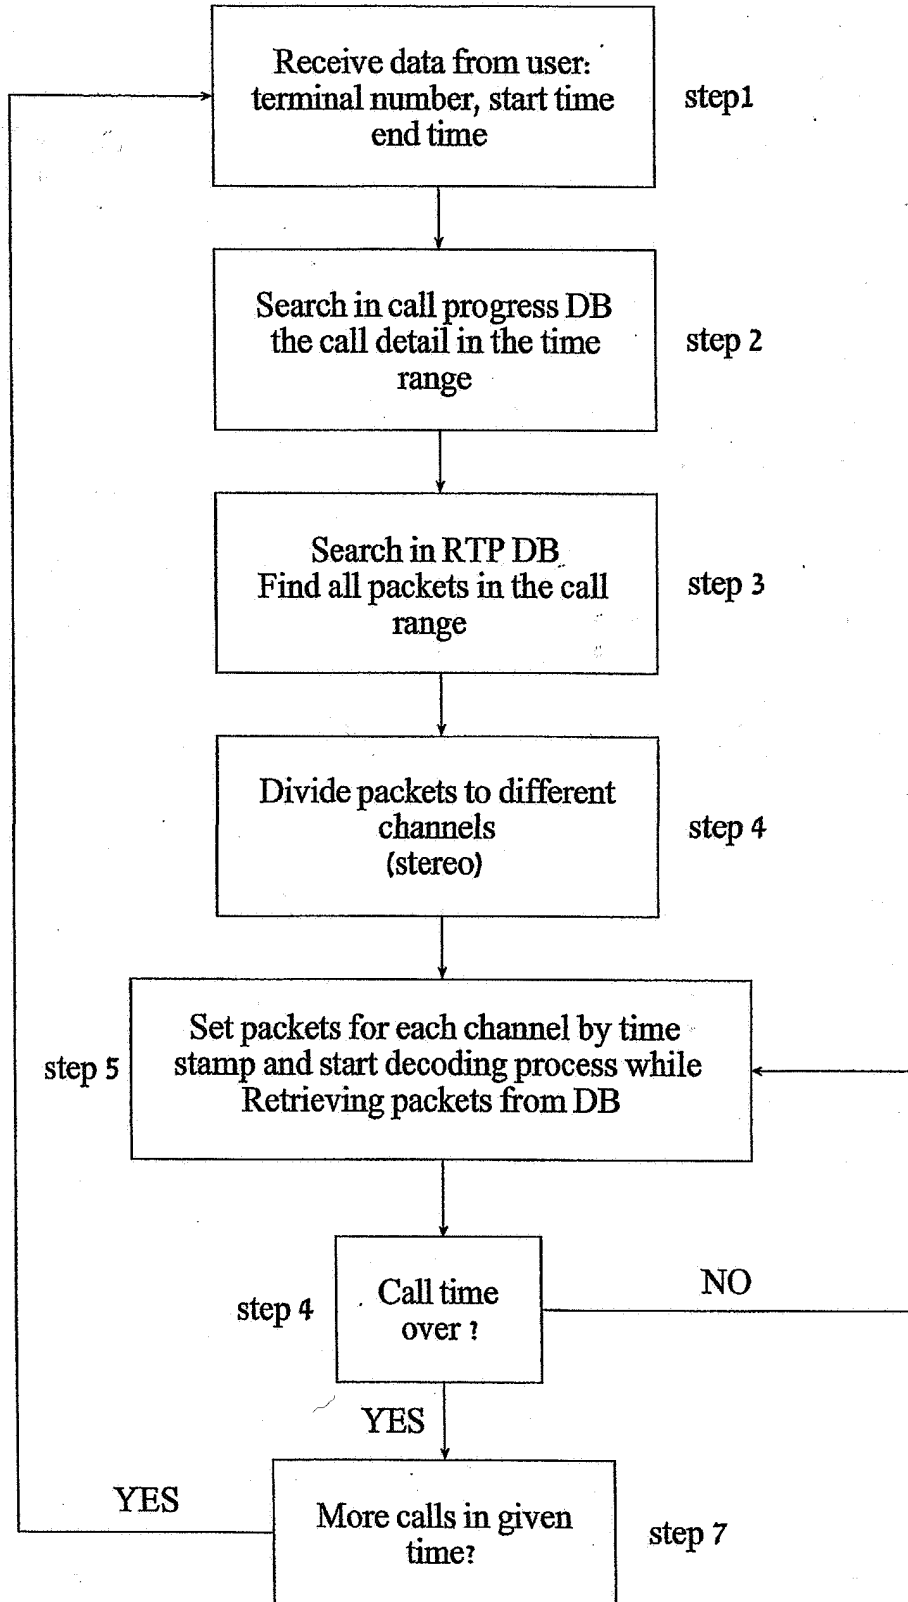 Receive data from user:
terminal number, start time
end time
step1
Search in call progress DB
the call detail in the time
range
step 2
Search in RTP DB
Find all packets in the call
range
step 3
Divide packets to different
channels
(stereo)
step 4
Set packets for each channel by time
stamp and start decoding process while
Retrieving packets from DB
step 5
Call time
over ?
step 4
NO
YES
More calls in given
time?
step 7
YES